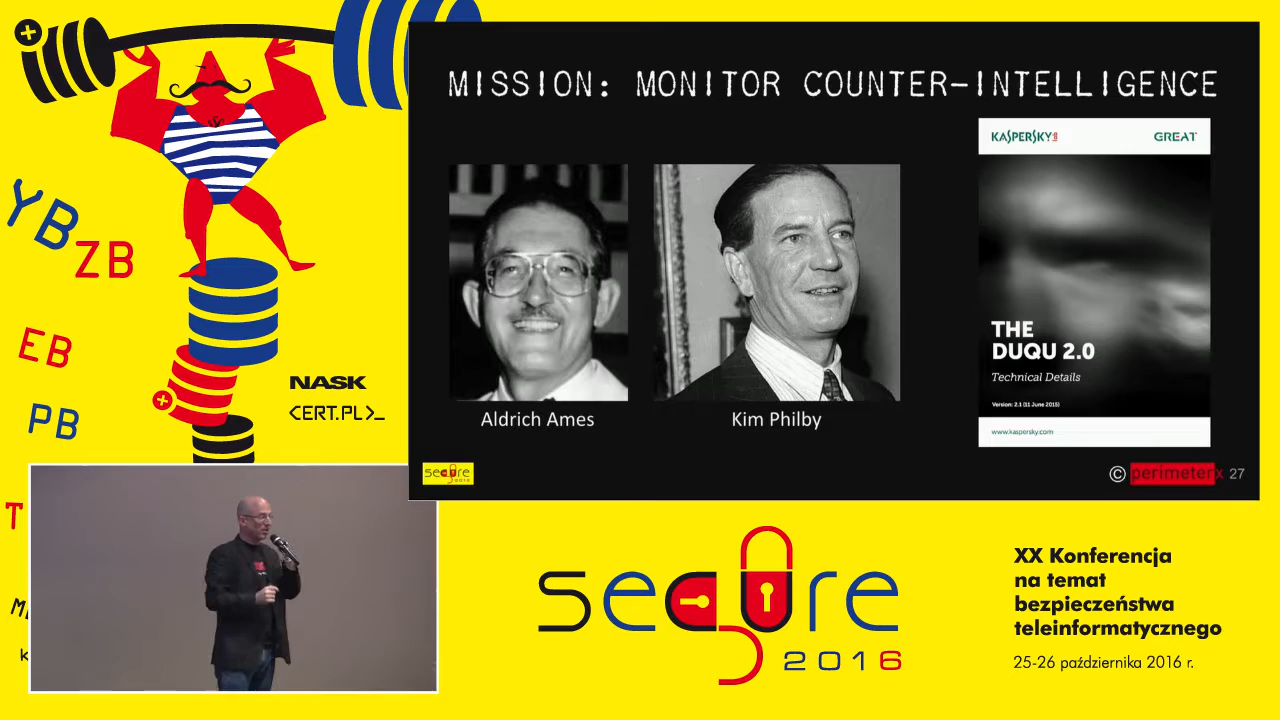 MISSION: MONITOR COUNTER-INTELLIGENCE
KASPERSKY LAB
GREAT
THE
DUQU 2.0
Technical Details
Version: 2.1 (11 June 2015)
www.kaspersky.com
Aldrich Ames
Kim Philby
secure
2016
© perimeterx 27
YB
ZB
EB
PB
T
NASK
<CERT.PL>_
secure
2016
XX Konferencja
na temat
bezpieczeństwa
teleinformatycznego
25-26 października 2016 r.